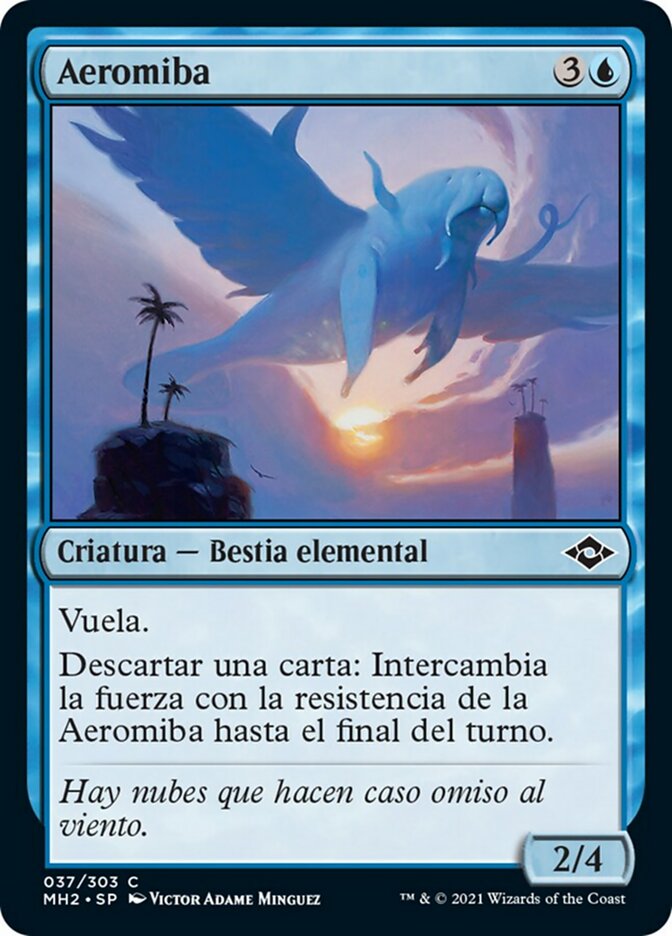 Aeromiba 3
Criatura — Bestia elemental
Vuela.
Descartar una carta: Intercambia
la fuerza con la resistencia de la
Aeromiba hasta el final del turno.
Hay nubes que hacen caso omiso al
viento.
2/4
037/303 C
MH2 • SP Victor Adame Minguez
™ & © 2021 Wizards of the Coast